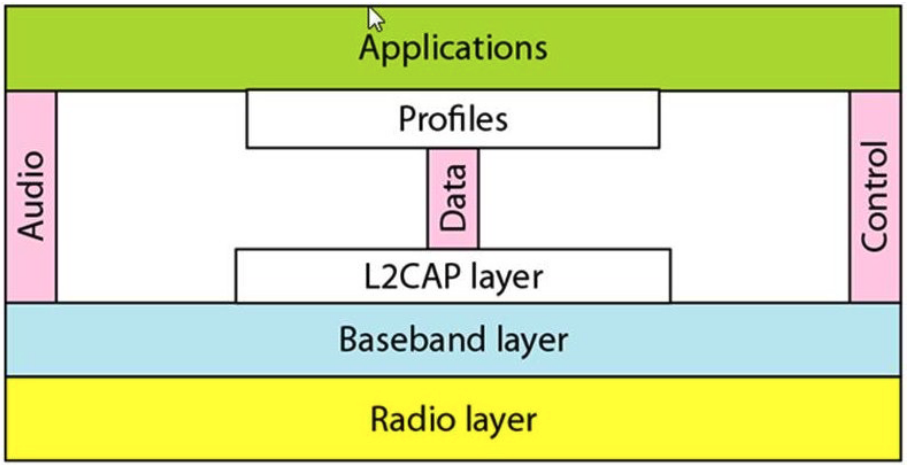 Applications
Profiles
Audio
Data
Control
L2CAP layer
Baseband layer
Radio layer